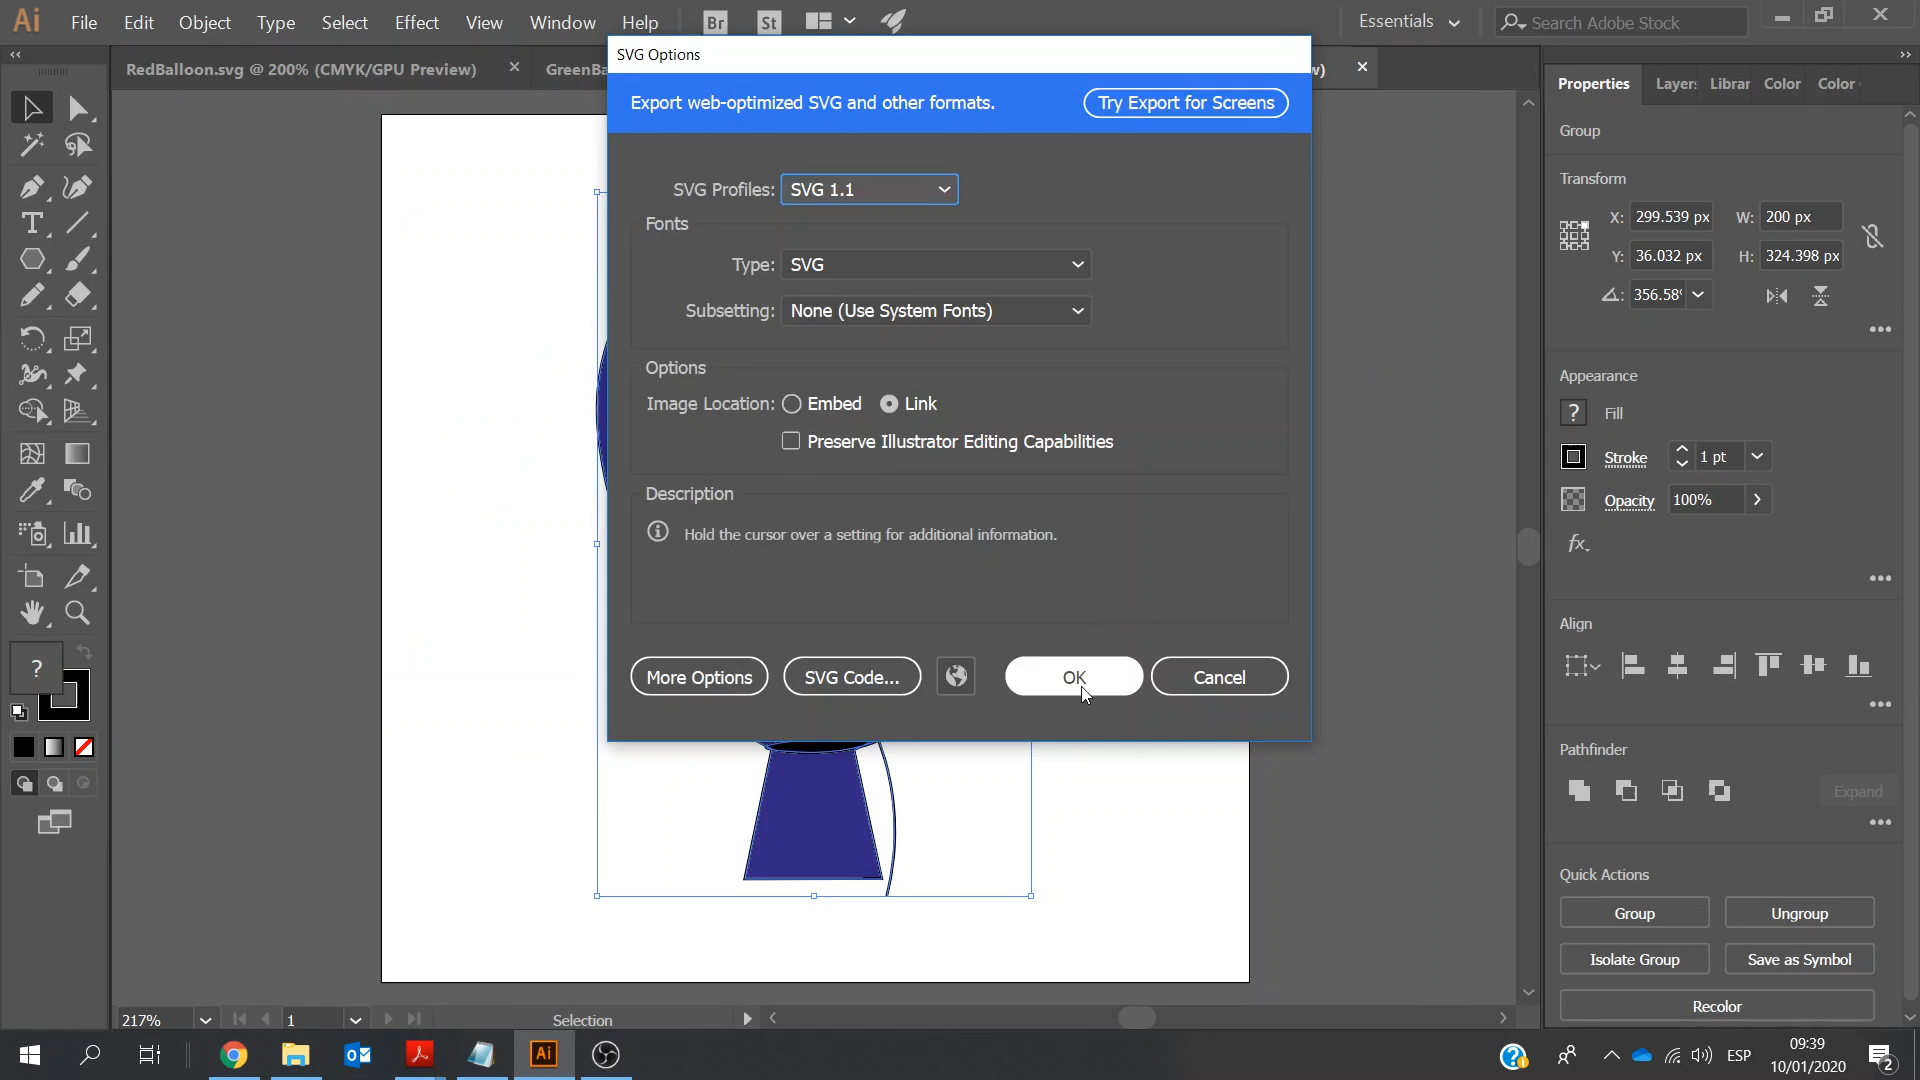 Ai File Edit Object Type Select Effect View Window Help Br St Essentials Search Adobe Stock
SVG Options
RedBalloon.svg @ 200% (CMYK/GPU Preview)
Export web-optimized SVG and other formats. Try Export for Screens
Properties Color Color
Group
Transform
SVG Profiles: SVG 1.1
X: 299.539 px W: 200 px
Fonts
Y: 36.032 px H: 324.398 px
Type: SVG
356.58°
Subsetting: None (Use System Fonts)
Options
Appearance
Image Location: Embed Link
? Fill
Preserve Illustrator Editing Capabilities
Stroke 1 pt
Description
Opacity 100%
Hold the cursor over a setting for additional information.
fx
Align
More Options SVG Code... OK Cancel
?
Pathfinder
Expand
Quick Actions
Group Ungroup
Isolate Group Save as Symbol
Recolor
217% 1 Selection
Ai ESP 09:39
10/01/2020 2